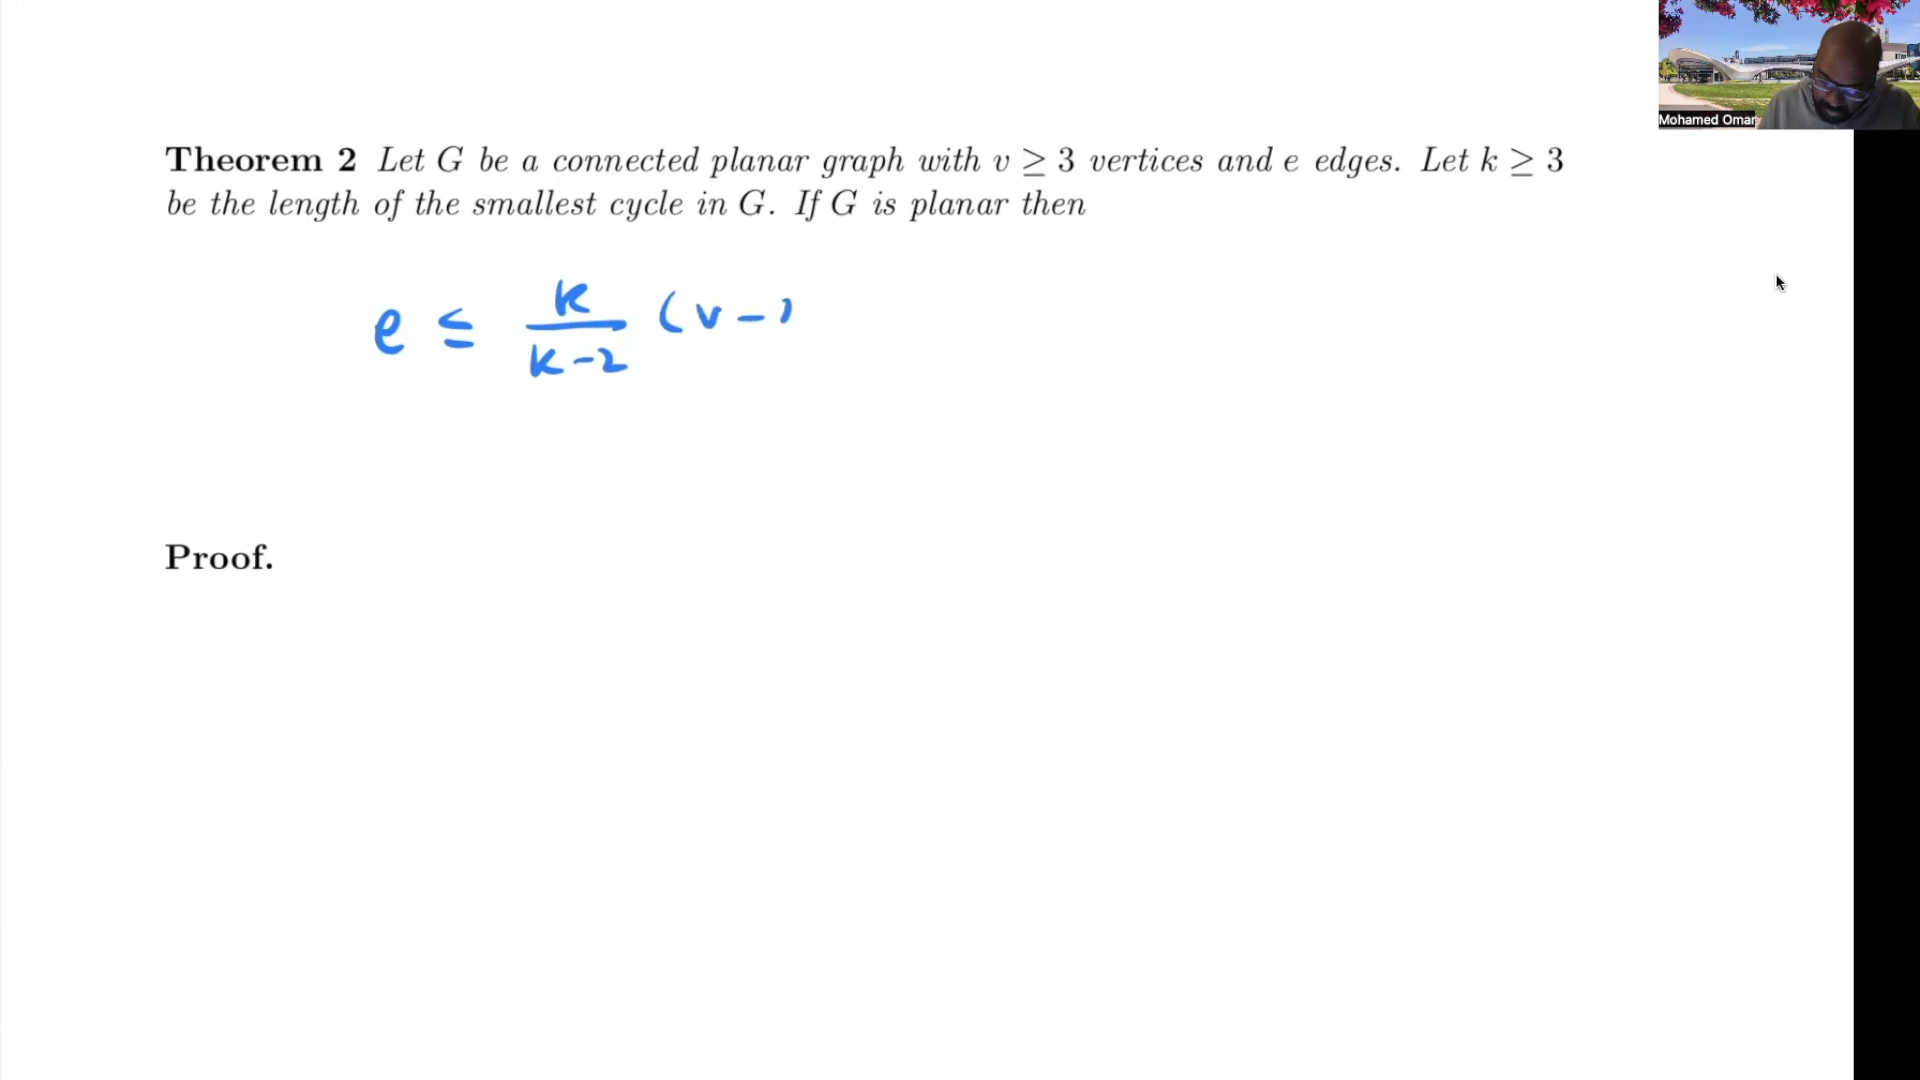 Mohamed Omar
Theorem 2 Let G be a connected planar graph with v ≥ 3 vertices and e edges. Let k ≥ 3
be the length of the smallest cycle in G. If G is planar then
e ≤ k/(k-2) (v-)
Proof.